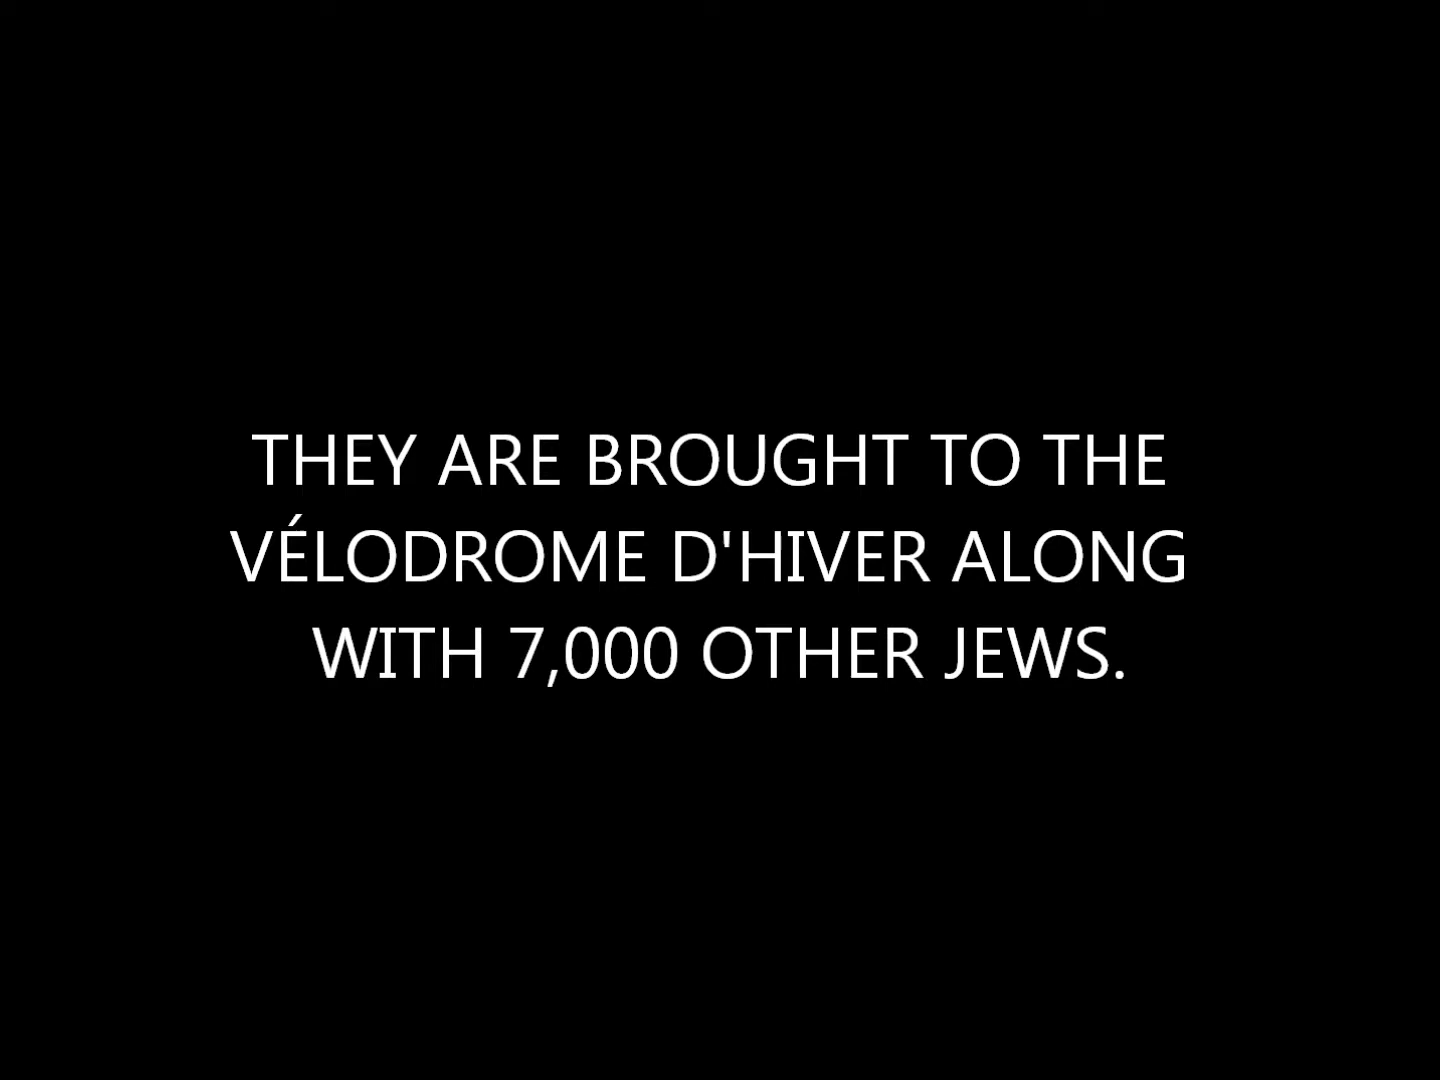 THEY ARE BROUGHT TO THE
VÉLODROME D'HIVER ALONG
WITH 7,000 OTHER JEWS.